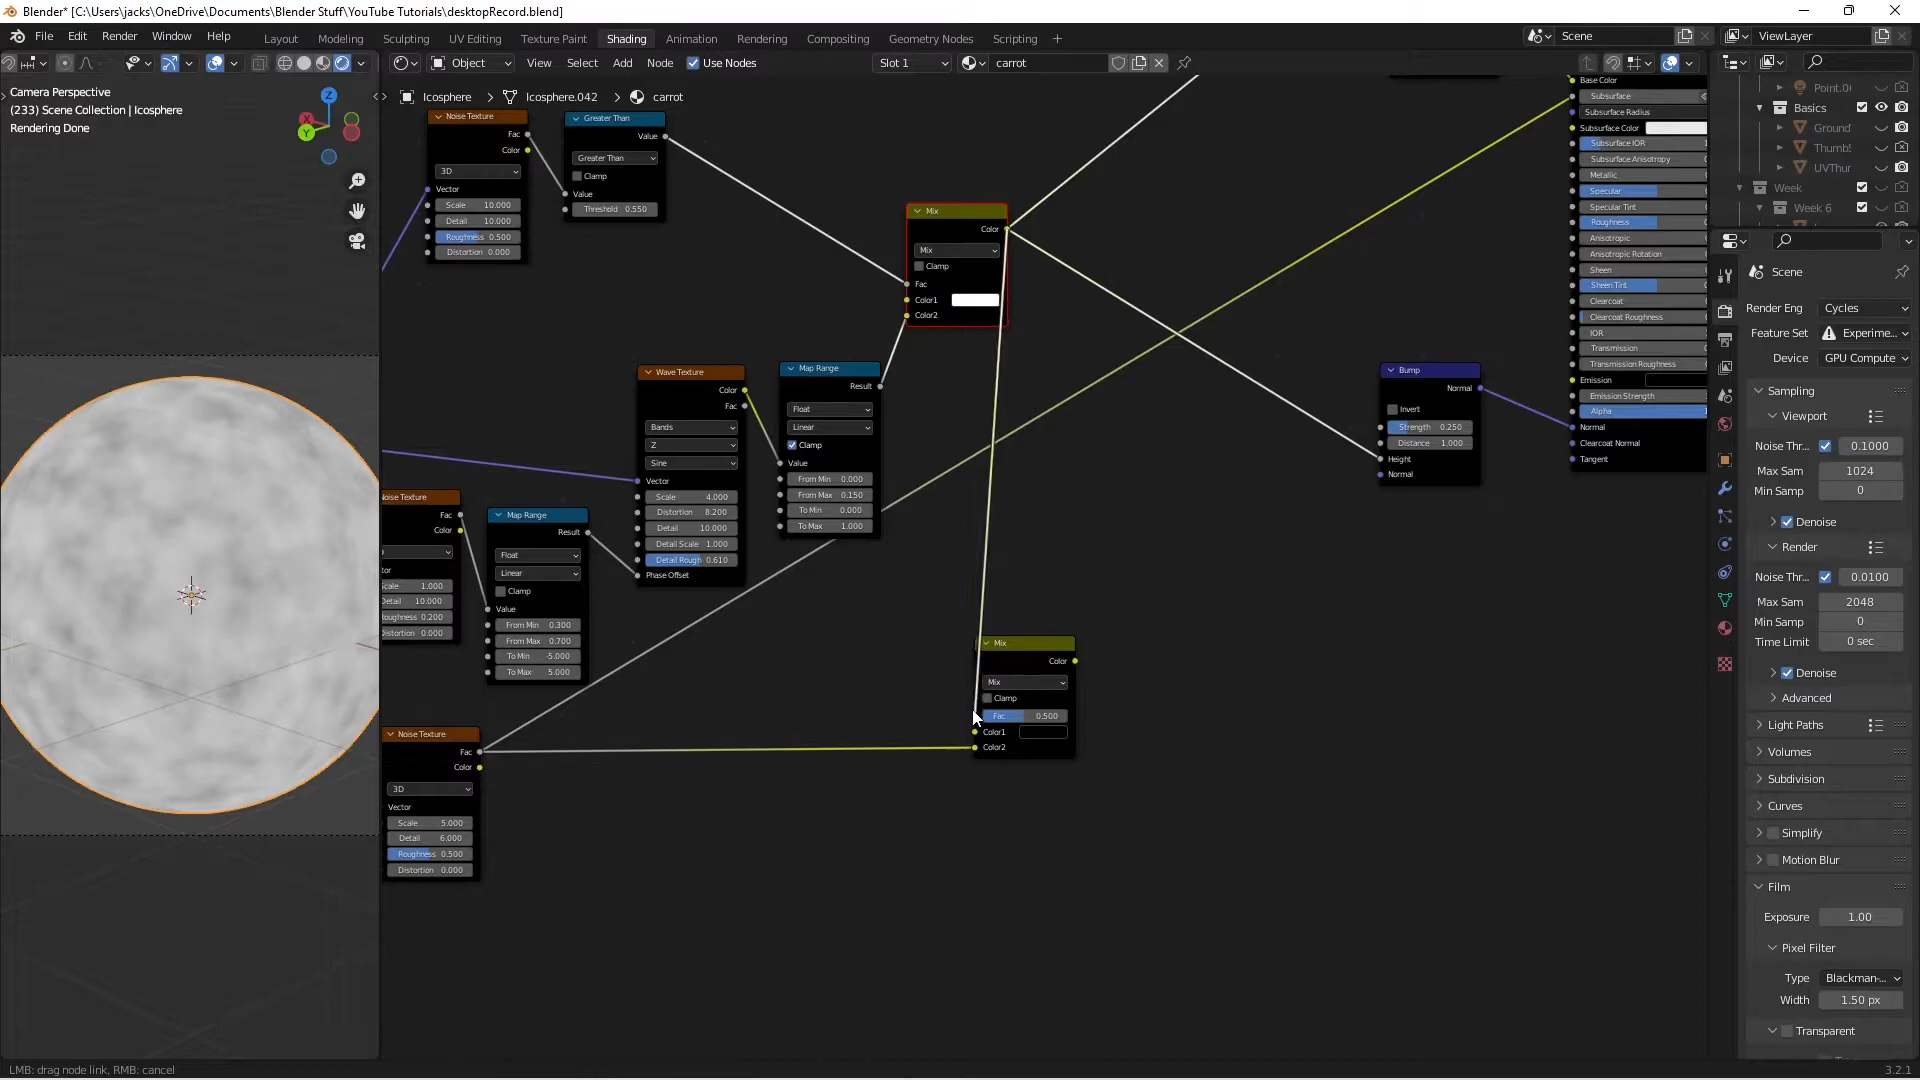 Blender* [C:\Users\jacks\OneDrive\Documents\Blender Stuff\YouTube Tutorials\desktopRecord.blend]
File Edit Render Window Help Layout Modeling Sculpting UV Editing Texture Paint Shading Animation Rendering Compositing Geometry Nodes Scripting + Scene ViewLayer
Object View Select Add Node Use Nodes Slot 1 carrot
Camera Perspective
(233) Scene Collection | Icosphere
Rendering Done
Icosphere > Icosphere.042 > carrot
Noise Texture
Fac
Color
3D
Vector
Scale 10.000
Detail 10.000
Roughness 0.500
Distortion 0.000
Greater Than
Value
Greater Than
Clamp
Value
Threshold 0.550
Mix
Color
Mix
Clamp
Fac
Color1
Color2
Wave Texture
Color
Fac
Bands
Z
Sine
Vector
Scale 4.000
Distortion 8.200
Detail 10.000
Detail Scale 1.000
Detail Rough 0.610
Phase Offset
Map Range
Result
Float
Linear
Clamp
Value
From Min 0.000
From Max 0.150
To Min 0.000
To Max 1.000
Noise Texture
Fac
Color
Scale 1.000
Detail 10.000
Roughness 0.200
Distortion 0.000
Map Range
Result
Float
Linear
Clamp
Value
From Min 0.300
From Max 0.700
To Min -5.000
To Max 5.000
Noise Texture
Fac
Color
3D
Vector
Scale 5.000
Detail 6.000
Roughness 0.500
Distortion 0.000
Mix
Color
Mix
Clamp
Fac 0.500
Color1
Color2
Bump
Normal
Invert
Strength 0.250
Distance 1.000
Height
Normal
Base Color
Subsurface
Subsurface Radius
Subsurface Color
Subsurface IOR
Subsurface Anisotropy
Metallic
Specular
Specular Tint
Roughness
Anisotropic
Anisotropic Rotation
Sheen
Sheen Tint
Clearcoat
Clearcoat Roughness
IOR
Transmission
Transmission Roughness
Emission
Emission Strength
Alpha
Normal
Clearcoat Normal
Tangent
Point.0
Basics
Ground
Thumb
UVThur
Week
Week 6
Scene
Render Eng Cycles
Feature Set Experime...
Device GPU Compute
Sampling
Viewport
Noise Thr... 0.1000
Max Sam 1024
Min Samp 0
Denoise
Render
Noise Thr... 0.0100
Max Sam 2048
Min Samp 0
Time Limit 0 sec
Denoise
Advanced
Light Paths
Volumes
Subdivision
Curves
Simplify
Motion Blur
Film
Exposure 1.00
Pixel Filter
Type Blackman-...
Width 1.50 px
Transparent
LMB: drag node link, RMB: cancel
3.2.1